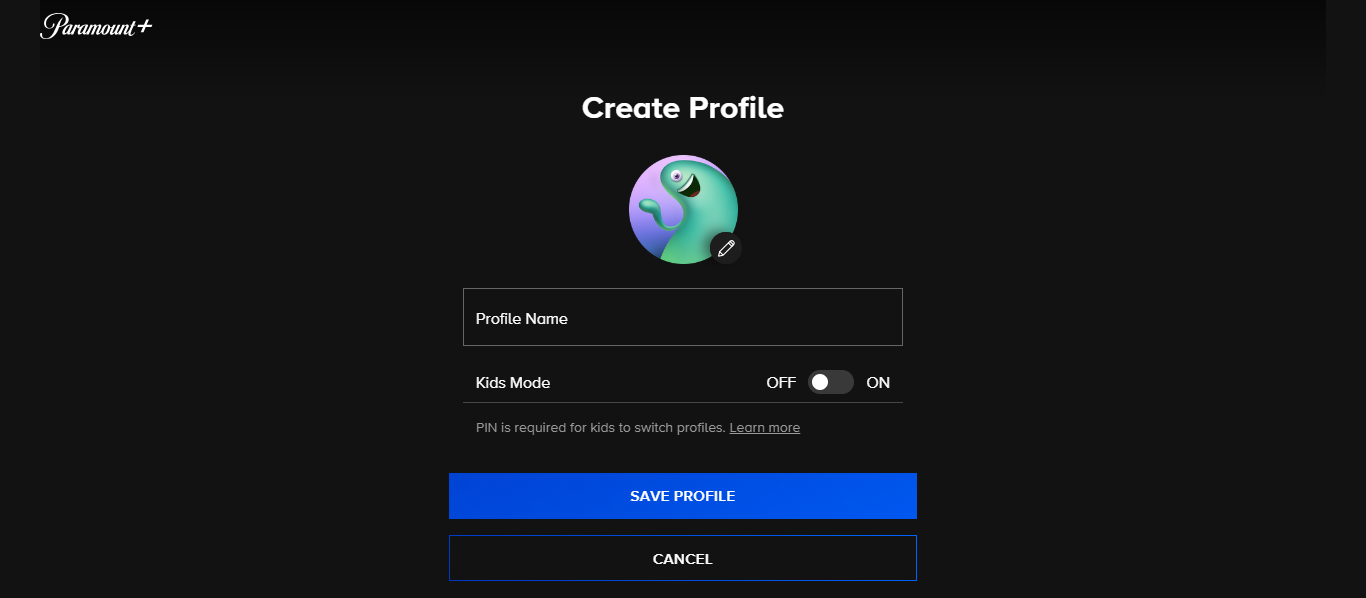 Paramount+
Create Profile
Profile Name
Kids Mode OFF ON
PIN is required for kids to switch profiles. Learn more
SAVE PROFILE
CANCEL